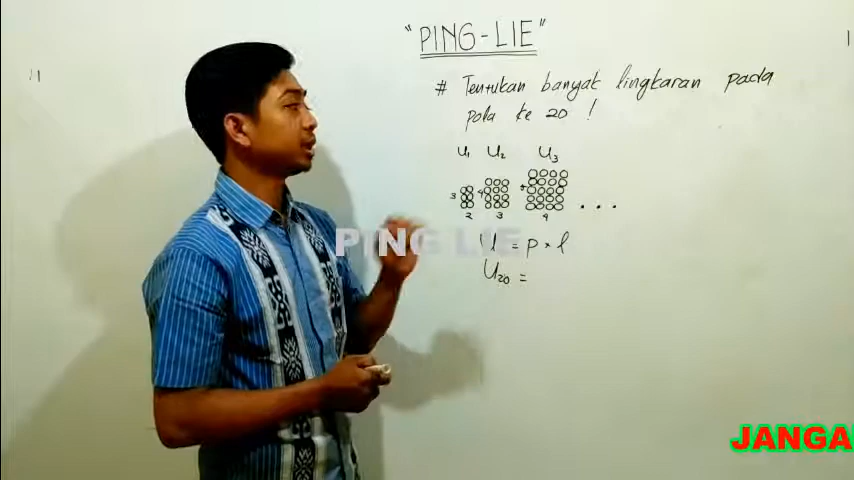 "PING-LIE"
# Tentukan banyak lingkaran pada
pola ke 20 !
U1 U2 U3
3 4 5 . . .
2 3 4
PING LIE
U = p × l
U20 =
JANGA